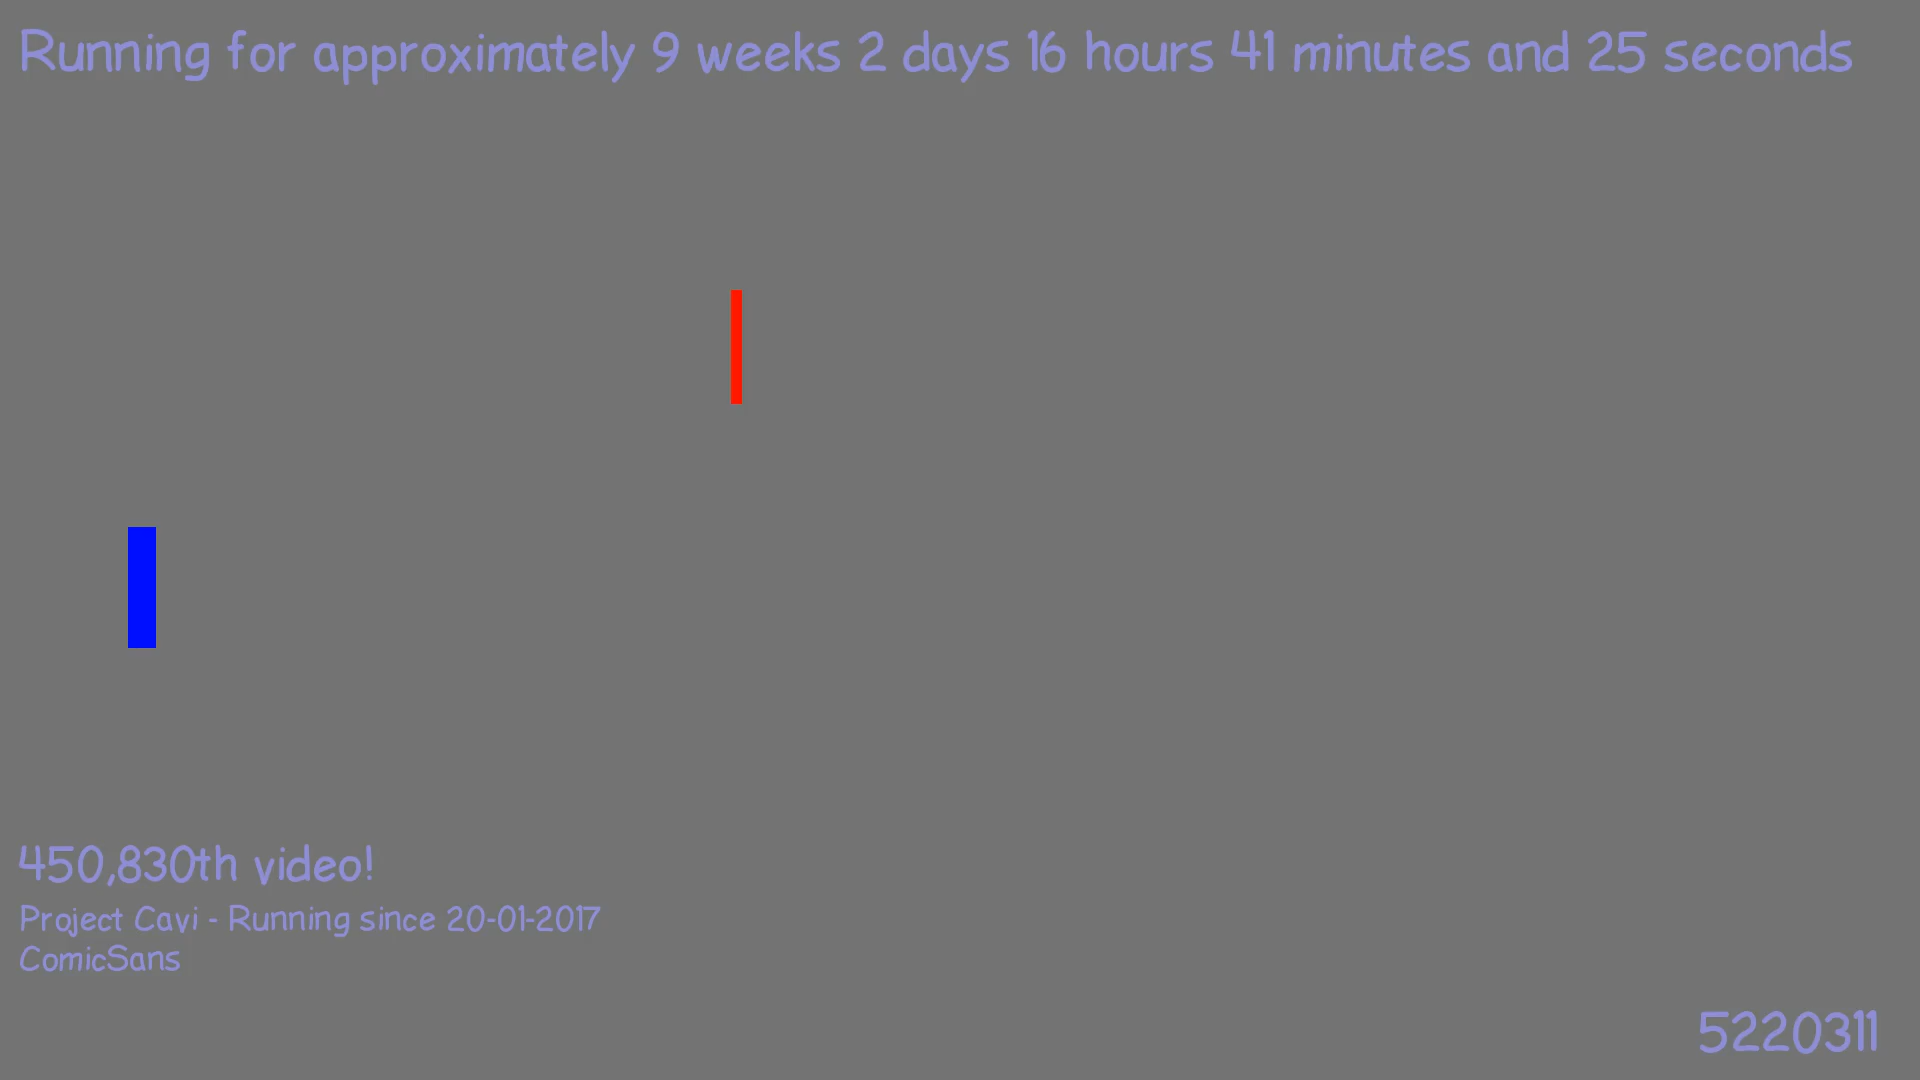 Running for approximately 9 weeks 2 days 16 hours 41 minutes and 25 seconds
450,830th video!
Project Cavi - Running since 20-01-2017
ComicSans
5220311